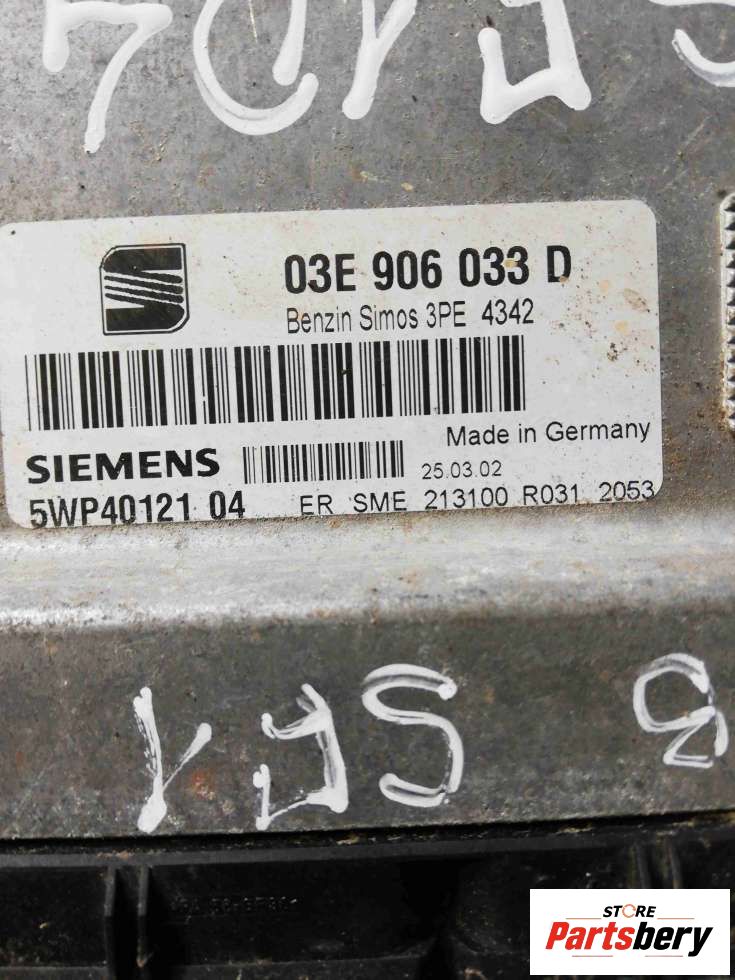 03E 906 033 D
Benzin Simos 3PE 4342
Made in Germany
SIEMENS
25.03.02
5WP40121 04
ER SME 213100 R031 2053
STORE
Partsbery